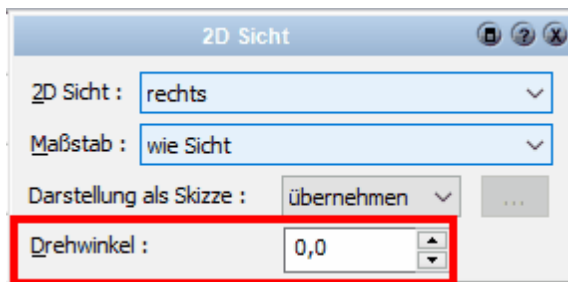 2D Sicht
2D Sicht : rechts
Maßstab : wie Sicht
Darstellung als Skizze : übernehmen ...
Drehwinkel : 0,0